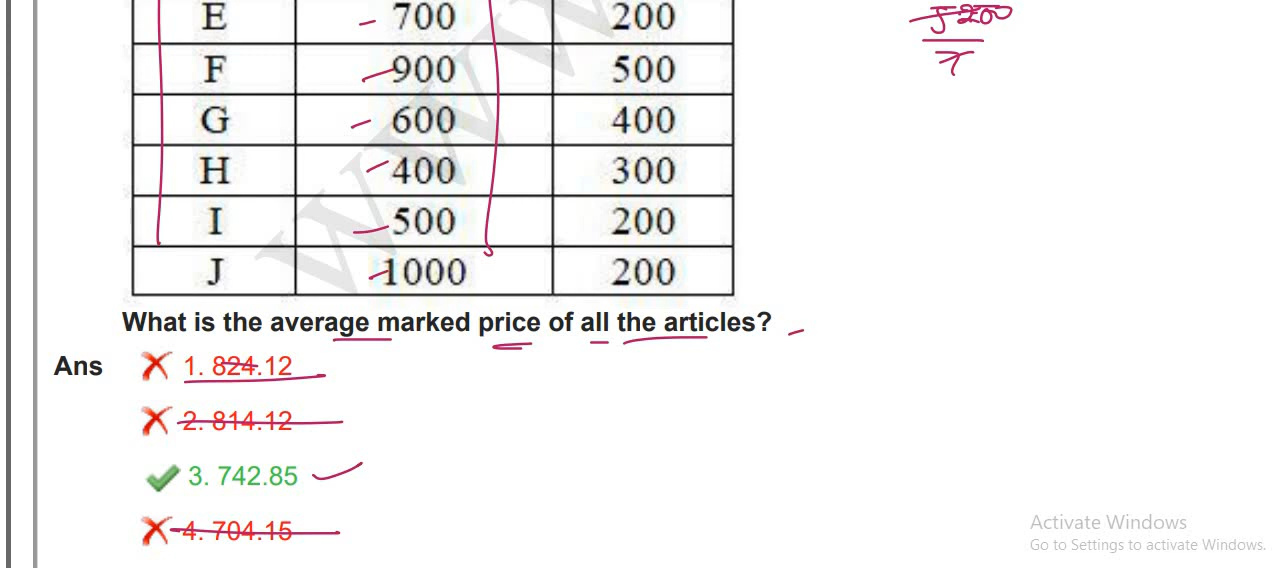 E 700 200
5200
7
F 900 500
G 600 400
H 400 300
I 500 200
J 1000 200
What is the average marked price of all the articles?
Ans 1. 824.12
2. 814.12
3. 742.85
4. 704.15
Activate Windows
Go to Settings to activate Windows.